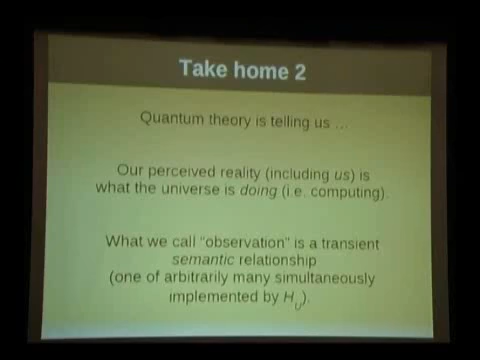 Take home 2
Quantum theory is telling us …
Our perceived reality (including us) is
what the universe is doing (i.e. computing).
What we call “observation” is a transient
semantic relationship
(one of arbitrarily many simultaneously
implemented by H_U).